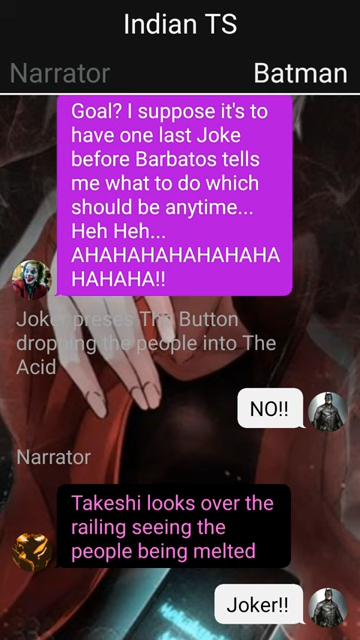 Indian TS
Narrator
Batman
Goal? I suppose it's to
have one last Joke
before Barbatos tells
me what to do which
should be anytime...
Heh Heh...
AHAHAHAHAHAHAHA
HAHAHA!!
Joker preses The Button
dropping the people into The
Acid
NO!!
Narrator
Takeshi looks over the
railing seeing the
people being melted
Joker!!